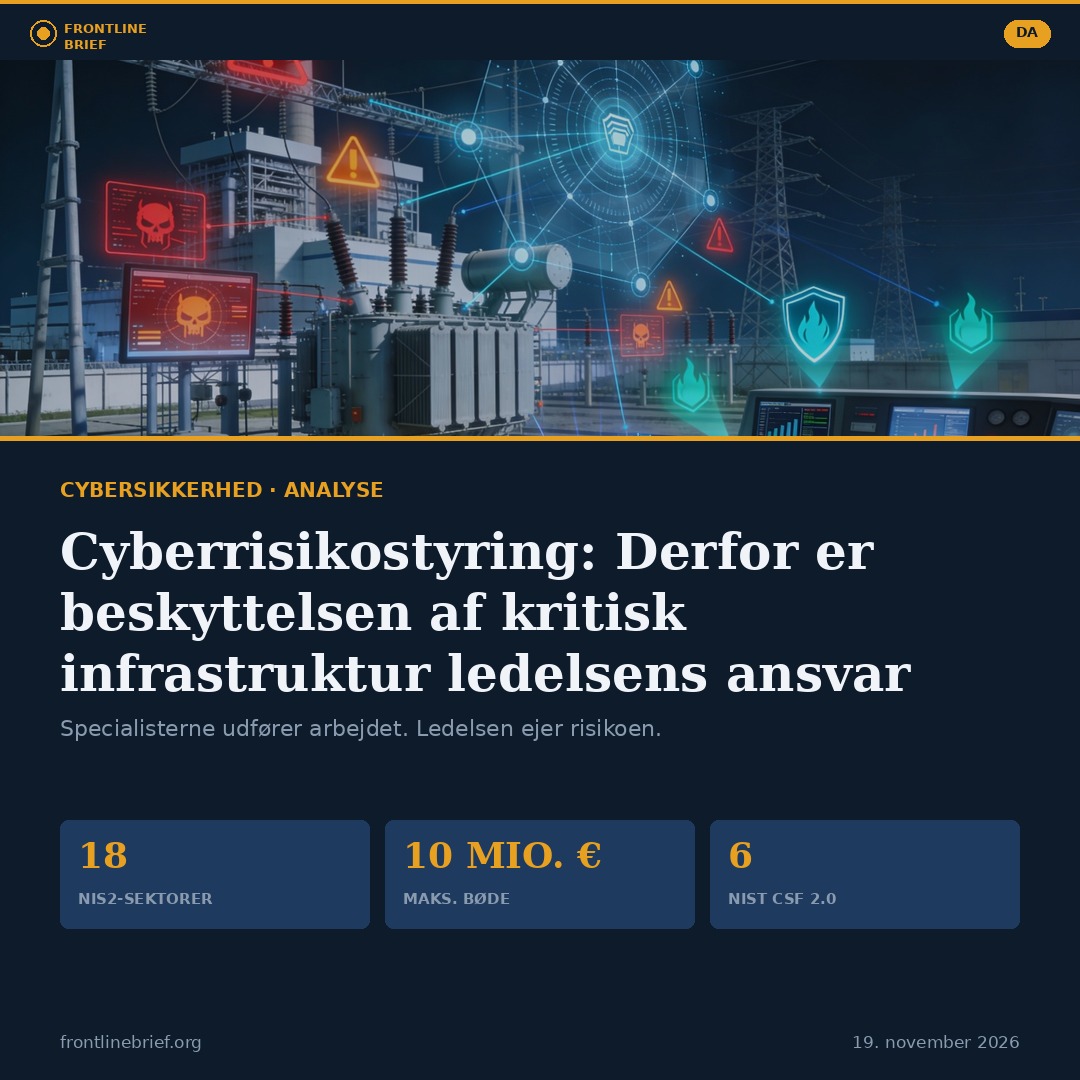 FRONTLINE
BRIEF
DA
CYBERSIKKERHED · ANALYSE
Cyberrisikostyring: Derfor er
beskyttelsen af kritisk
infrastruktur ledelsens ansvar
Specialisterne udfører arbejdet. Ledelsen ejer risikoen.
18
NIS2-SEKTORER
10 MIO. €
MAKS. BØDE
6
NIST CSF 2.0
frontlinebrief.org
19. november 2026